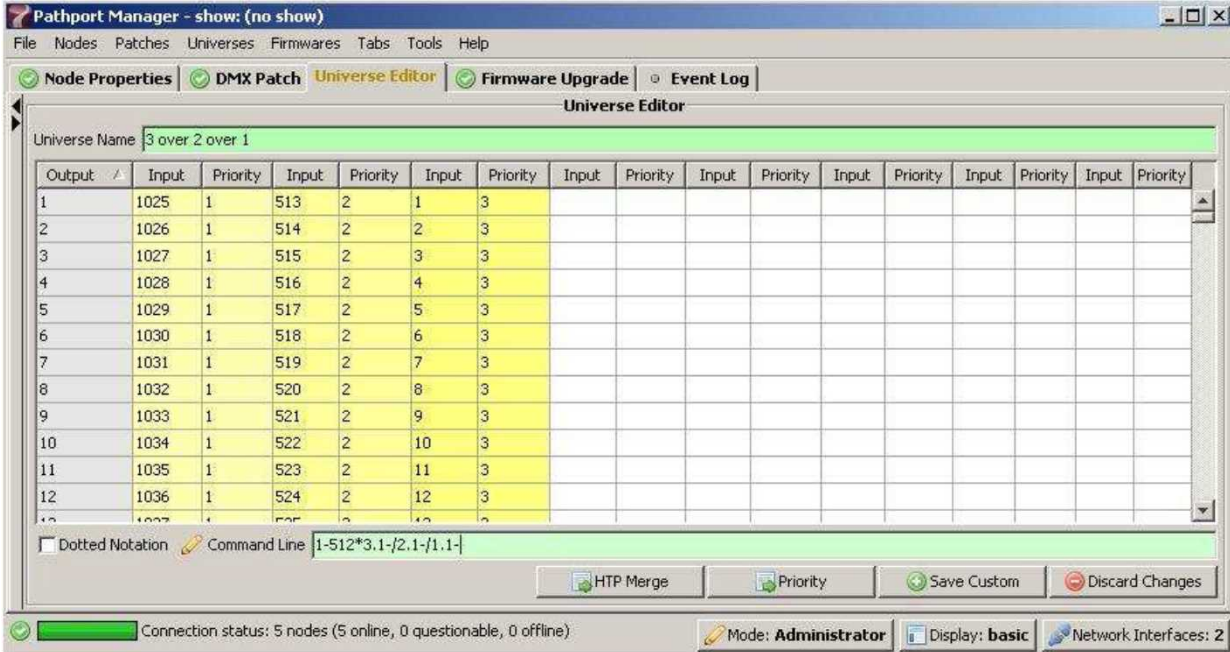 Pathport Manager - show: (no show)
File Nodes Patches Universes Firmwares Tabs Tools Help
Node Properties DMX Patch Universe Editor Firmware Upgrade Event Log
Universe Editor
Universe Name 3 over 2 over 1
Output Input Priority Input Priority Input Priority Input Priority Input Priority Input Priority Input Priority Input Priority
1 1025 1 513 2 1 3
2 1026 1 514 2 2 3
3 1027 1 515 2 3 3
4 1028 1 516 2 4 3
5 1029 1 517 2 5 3
6 1030 1 518 2 6 3
7 1031 1 519 2 7 3
8 1032 1 520 2 8 3
9 1033 1 521 2 9 3
10 1034 1 522 2 10 3
11 1035 1 523 2 11 3
12 1036 1 524 2 12 3
13 1037 1 525 2 13 3
Dotted Notation Command Line 1-512*3.1-/2.1-/1.1-
HTP Merge Priority Save Custom Discard Changes
Connection status: 5 nodes (5 online, 0 questionable, 0 offline) Mode: Administrator Display: basic Network Interfaces: 2